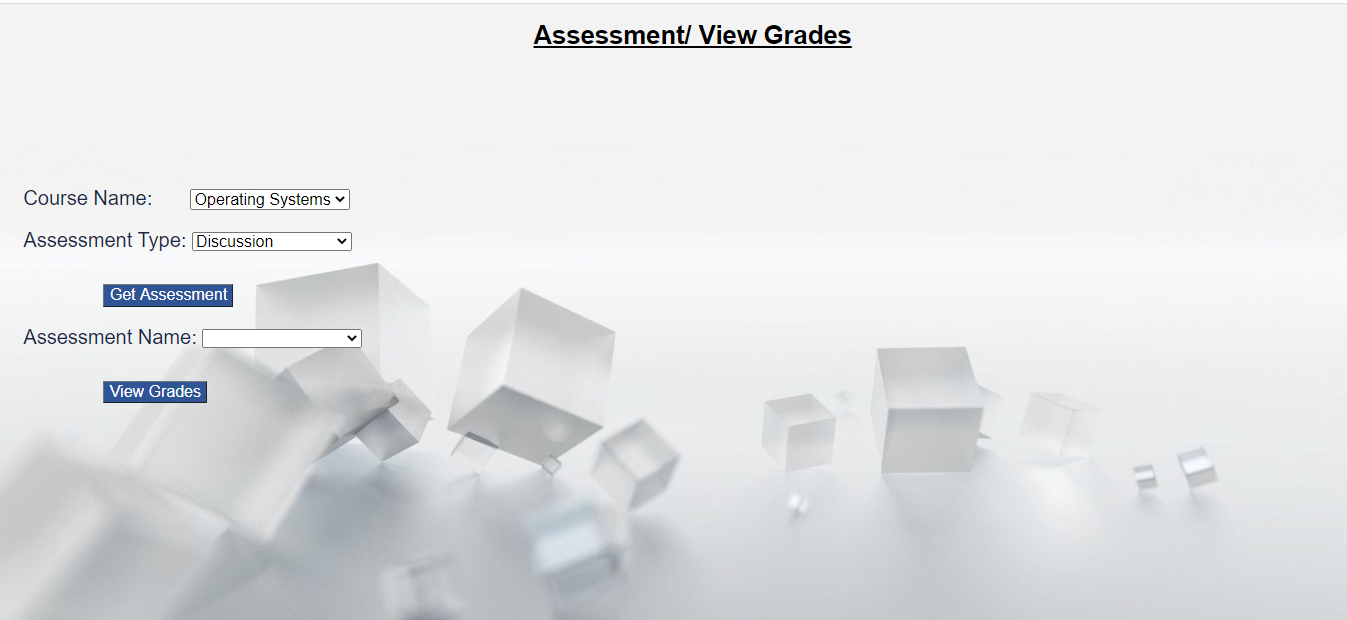 Assessment/ View Grades
Course Name: Operating Systems
Assessment Type: Discussion
Get Assessment
Assessment Name:
View Grades